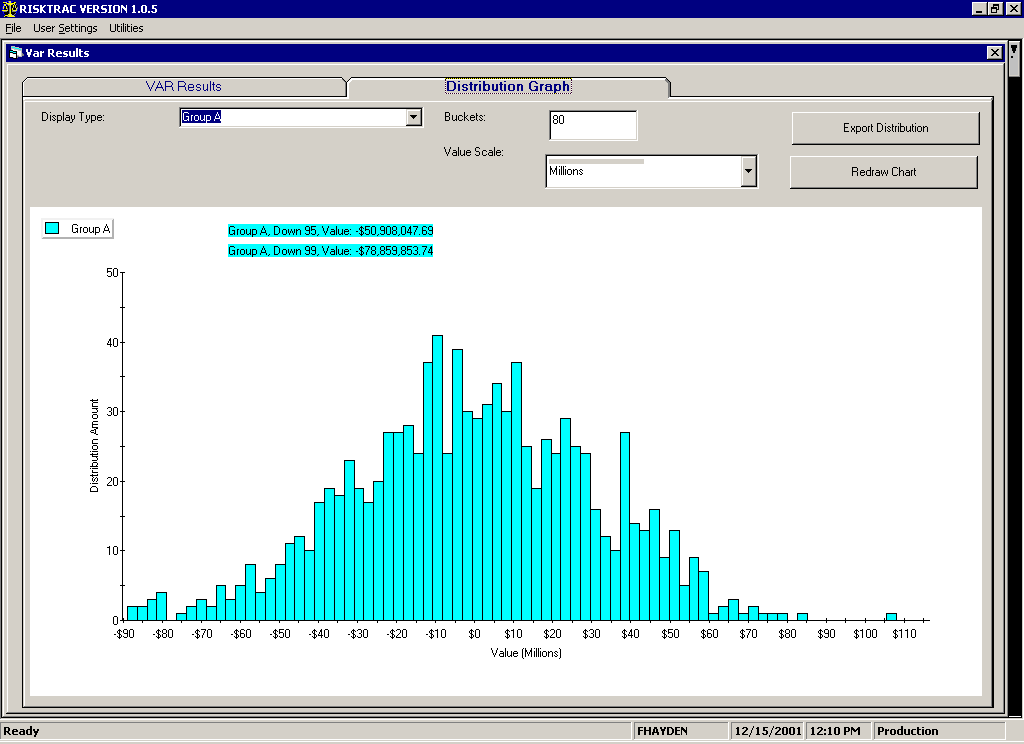 RISKTRAC VERSION 1.0.5
File User Settings Utilities
Var Results
VAR Results Distribution Graph
Display Type: Group A Buckets: 80 Export Distribution
Value Scale: Millions Redraw Chart
Group A
Group A, Down 95, Value: -$50,908,047.69
Group A, Down 99, Value: -$78,859,853.74
50
40
30
20
10
0
Distribution Amount
-$90 -$80 -$70 -$60 -$50 -$40 -$30 -$20 -$10 $0 $10 $20 $30 $40 $50 $60 $70 $80 $90 $100 $110
Value (Millions)
Ready FHAYDEN 12/15/2001 12:10 PM Production